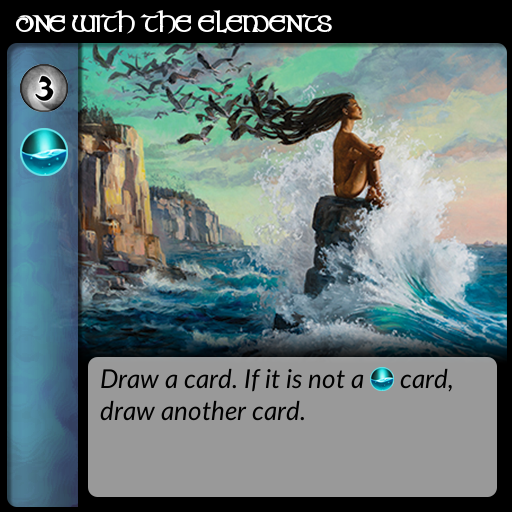 One with the Elements
3
Draw a card. If it is not a card,
draw another card.